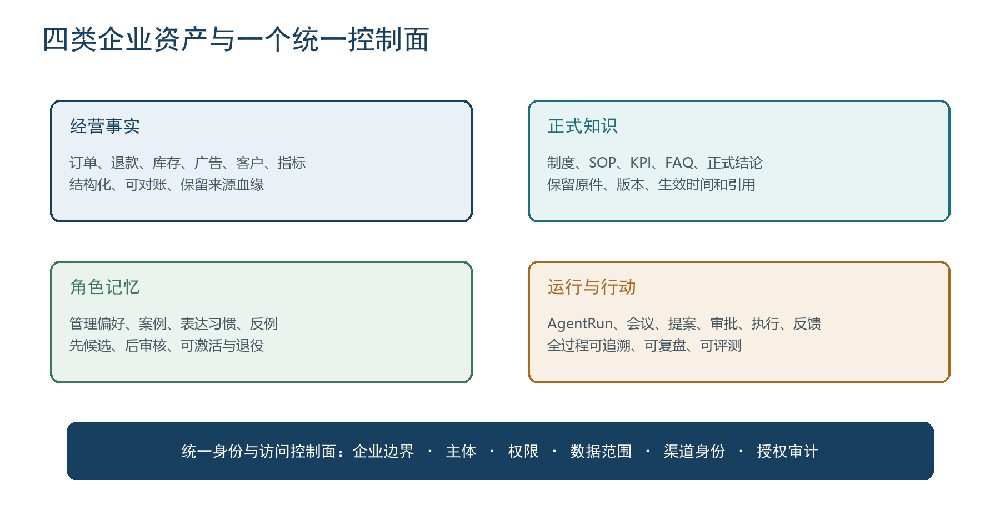 四类企业资产与一个统一控制面
经营事实
订单、退款、库存、广告、客户、指标
结构化、可对账、保留来源血缘
正式知识
制度、SOP、KPI、FAQ、正式结论
保留原件、版本、生效时间和引用
角色记忆
管理偏好、案例、表达习惯、反例
先候选、后审核、可激活与退役
运行与行动
AgentRun、会议、提案、审批、执行、反馈
全过程可追溯、可复盘、可评测
统一身份与访问控制面：企业边界 · 主体 · 权限 · 数据范围 · 渠道身份 · 授权审计